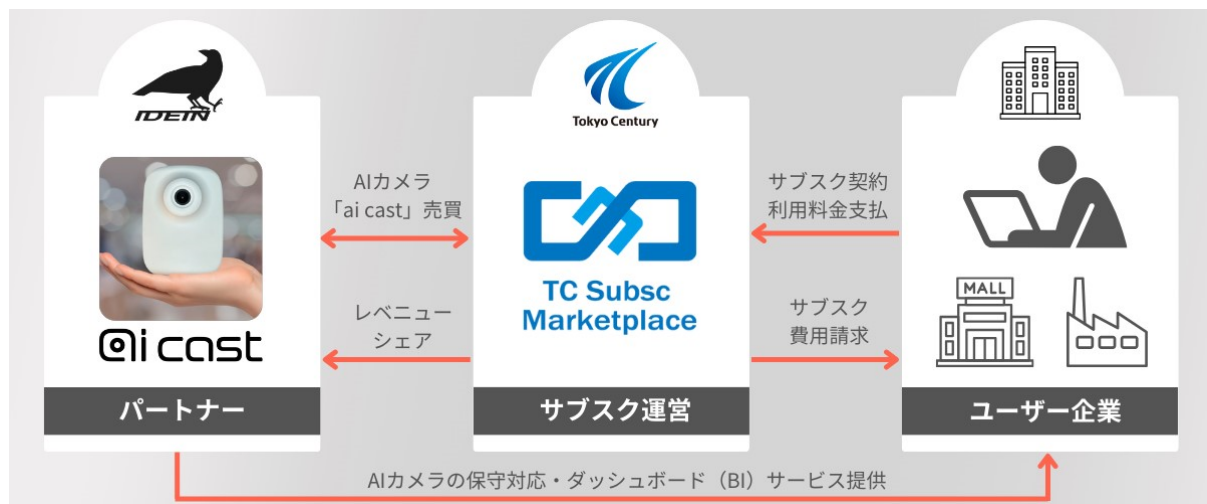 IDEIN
ai cast
パートナー
AIカメラ
「ai cast」売買
レベニュー
シェア
Tokyo Century
TC Subsc
Marketplace
サブスク運営
サブスク契約
利用料金支払
サブスク
費用請求
MALL
ユーザー企業
AIカメラの保守対応・ダッシュボード（BI）サービス提供